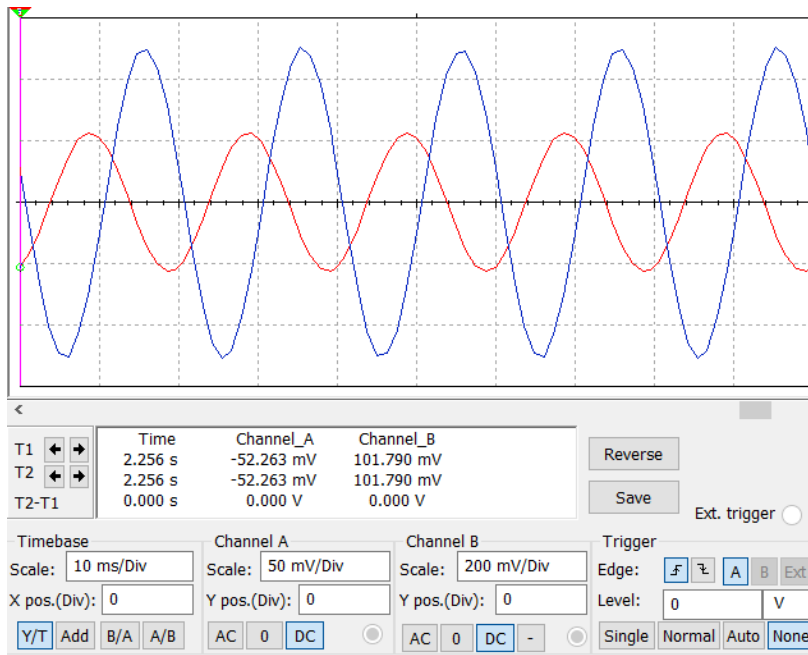 <
Time Channel_A Channel_B
T1 2.256 s -52.263 mV 101.790 mV
T2 2.256 s -52.263 mV 101.790 mV
T2-T1 0.000 s 0.000 V 0.000 V
Reverse
Save
Ext. trigger
Timebase
Scale: 10 ms/Div
X pos.(Div): 0
Y/T Add B/A A/B
Channel A
Scale: 50 mV/Div
Y pos.(Div): 0
AC 0 DC
Channel B
Scale: 200 mV/Div
Y pos.(Div): 0
AC 0 DC -
Trigger
Edge: A B Ext
Level: 0 V
Single Normal Auto None